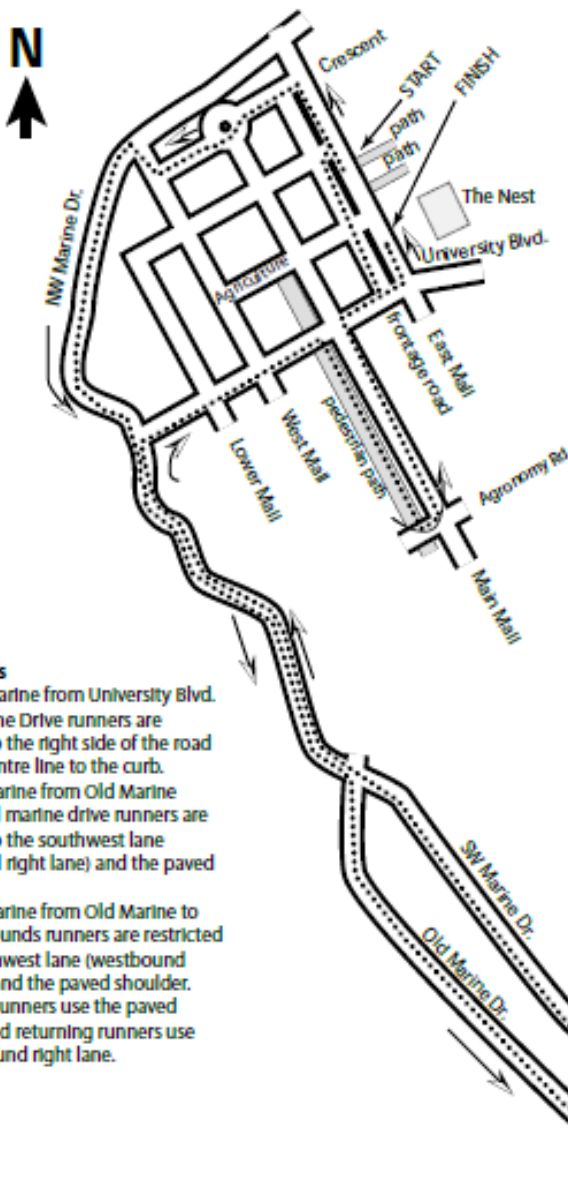 N
Crescent
START
FINISH
path
path
The Nest
University Blvd.
NW Marine Dr.
Agriculture
East Mall
frontage road
pedestrian path
West Mall
Lower Mall
Agronomy Rd
Main Mall
s
arine from University Blvd.
ne Drive runners are
o the right side of the road
ntre line to the curb.
arine from Old Marine
l marine drive runners are
o the southwest lane
l right lane) and the paved
arine from Old Marine to
unds runners are restricted
hwest lane (westbound
and the paved shoulder.
runners use the paved
d returning runners use
und right lane.
SW Marine Dr.
Old Marine Dr.